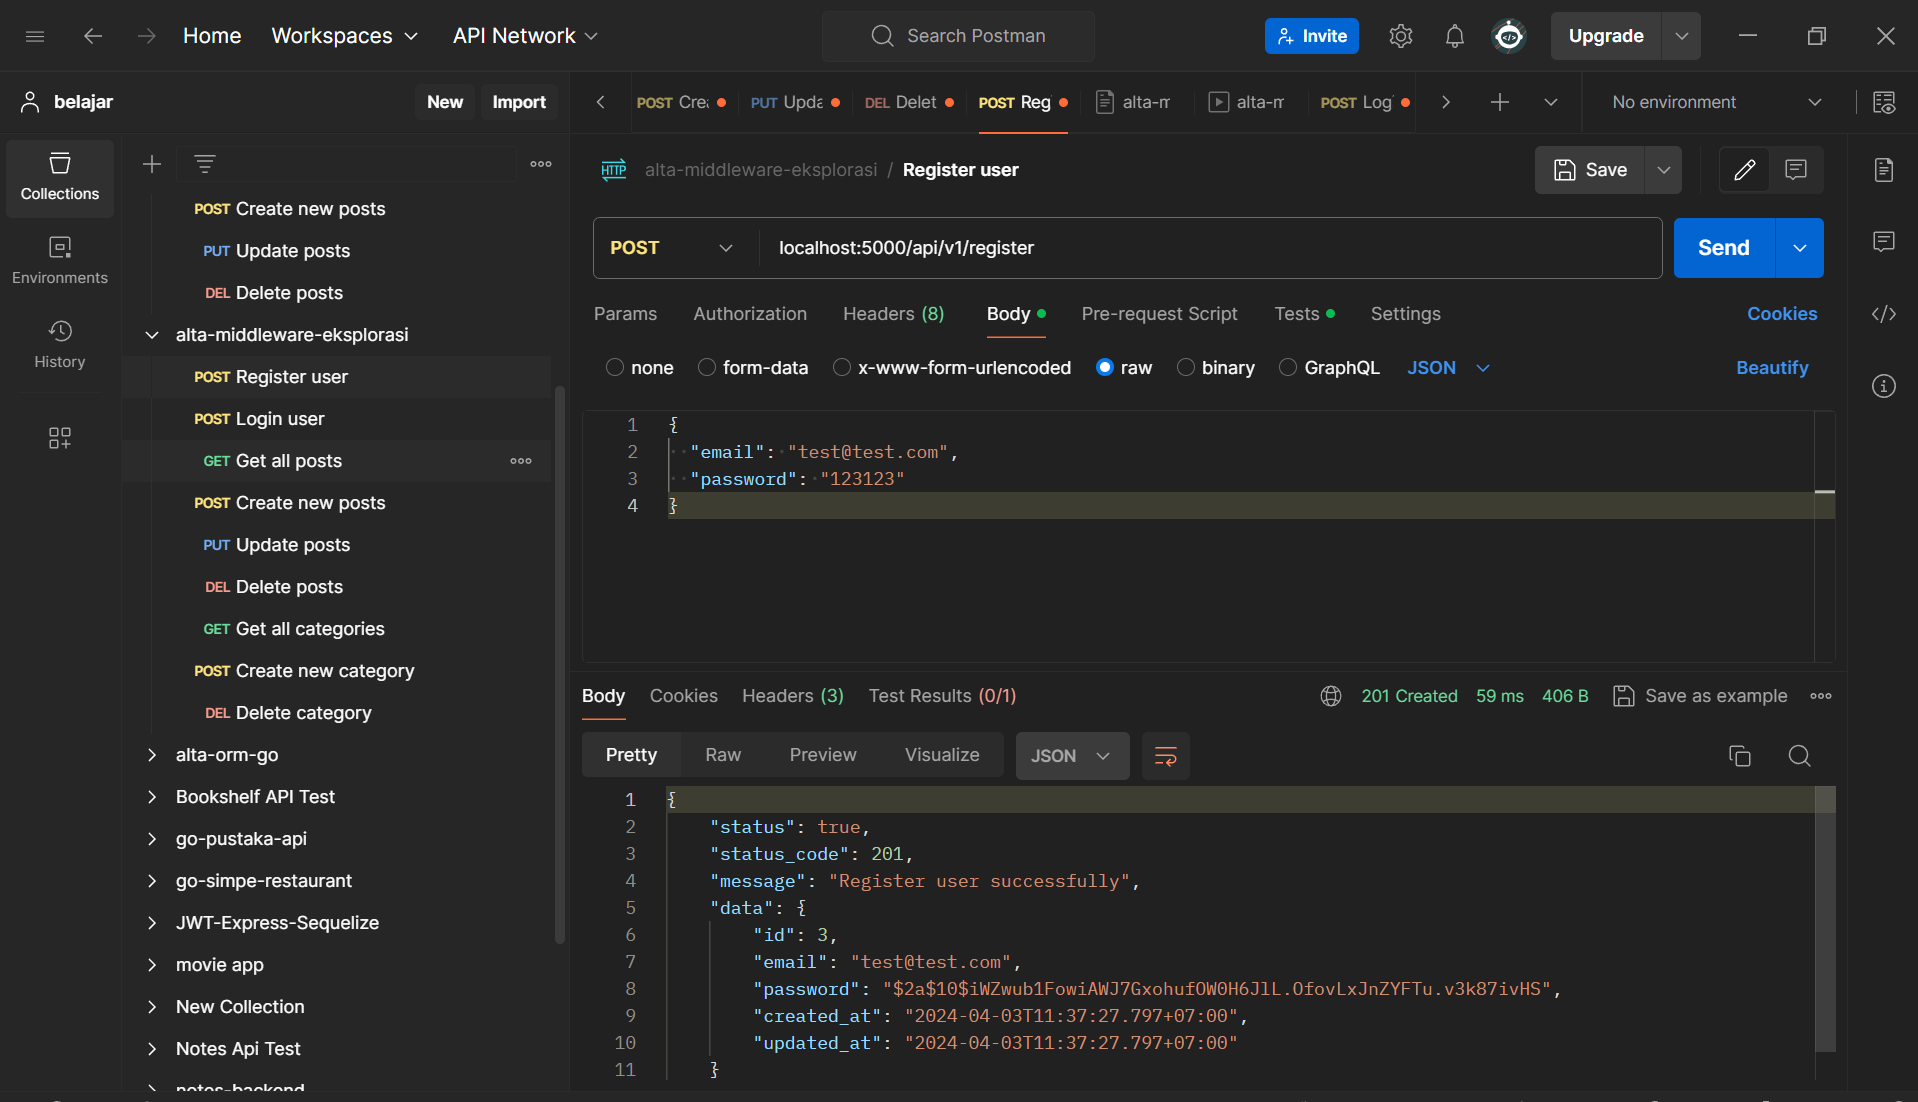 Home Workspaces API Network Search Postman Invite Upgrade
belajar New Import
POST Cre PUT Upda DEL Delet POST Reg alta-m alta-m POST Log No environment
Collections
Environments
History
POST Create new posts
PUT Update posts
DEL Delete posts
alta-middleware-eksplorasi
POST Register user
POST Login user
GET Get all posts
POST Create new posts
PUT Update posts
DEL Delete posts
GET Get all categories
POST Create new category
DEL Delete category
alta-orm-go
Bookshelf API Test
go-pustaka-api
go-simpe-restaurant
JWT-Express-Sequelize
movie app
New Collection
Notes Api Test
notes-backend
HTTP alta-middleware-eksplorasi / Register user Save
POST localhost:5000/api/v1/register Send
Params Authorization Headers (8) Body Pre-request Script Tests Settings Cookies
none form-data x-www-form-urlencoded raw binary GraphQL JSON Beautify
1 {
2 "email": "test@test.com",
3 "password": "123123"
4 }
Body Cookies Headers (3) Test Results (0/1) 201 Created 59 ms 406 B Save as example
Pretty Raw Preview Visualize JSON
1 {
2 "status": true,
3 "status_code": 201,
4 "message": "Register user successfully",
5 "data": {
6 "id": 3,
7 "email": "test@test.com",
8 "password": "$2a$10$iWZwub1FowiAWJ7GxohufOW0H6JlL.OfovLxJnZYFTu.v3k87ivHS",
9 "created_at": "2024-04-03T11:37:27.797+07:00",
10 "updated_at": "2024-04-03T11:37:27.797+07:00"
11 }